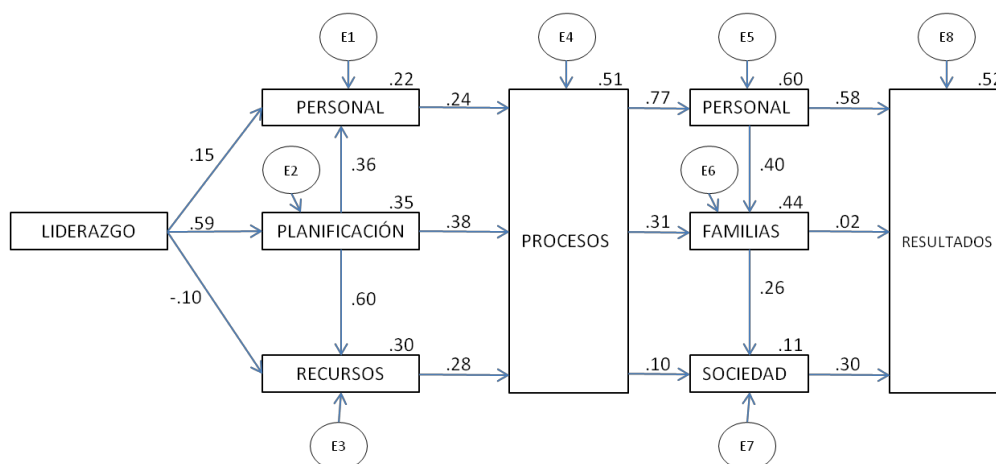 E1
E4
E5
E8
.22
.51
.60
.52
PERSONAL
.24
.77
PERSONAL
.58
.15
E2
.36
E6
.40
.35
.44
LIDERAZGO
.59
PLANIFICACIÓN
.38
PROCESOS
.31
FAMILIAS
.02
RESULTADOS
-.10
.60
.26
.30
.11
RECURSOS
.28
.10
SOCIEDAD
.30
E3
E7